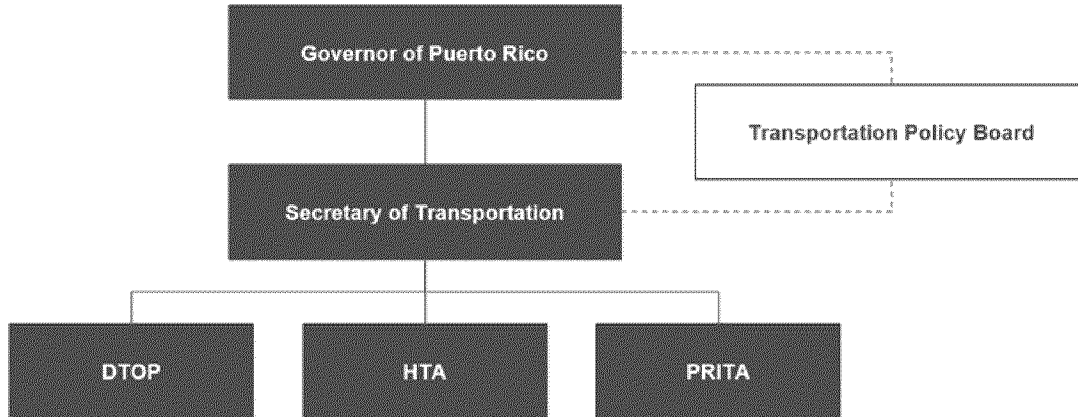 Governor of Puerto Rico
Transportation Policy Board
Secretary of Transportation
DTOP
HTA
PRITA